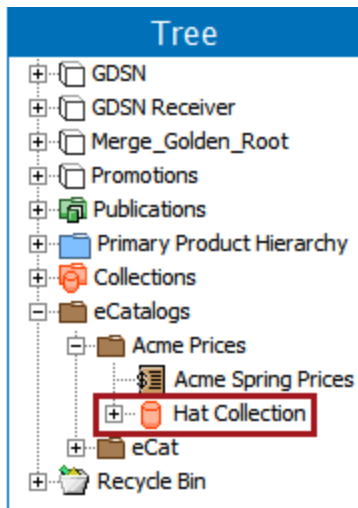 Tree
GDSN
GDSN Receiver
Merge_Golden_Root
Promotions
Publications
Primary Product Hierarchy
Collections
eCatalogs
Acme Prices
Acme Spring Prices
Hat Collection
eCat
Recycle Bin